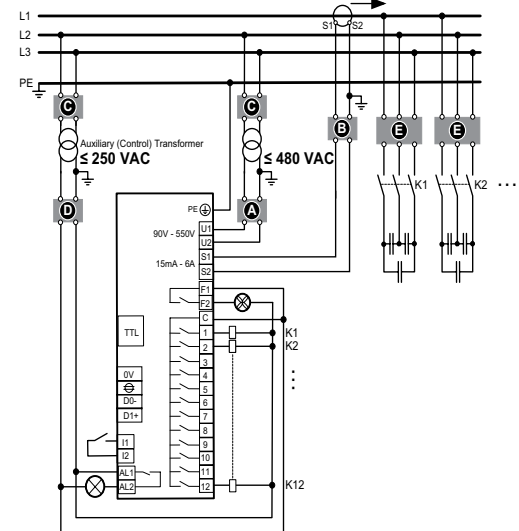 L1
S1 S2
L2
L3
PE
C
C
B
E
E
Auxiliary (Control) Transformer
≤ 250 VAC
≤ 480 VAC
K1
K2 ...
D
A
PE
90V - 550V
U1
U2
15mA - 6A
S1
S2
F1
F2
C
TTL
1
K1
2
K2
3
0V
4
5
D0-
6
D1+
7
8
I1
9
I2
10
AL1
11
AL2
12
K12